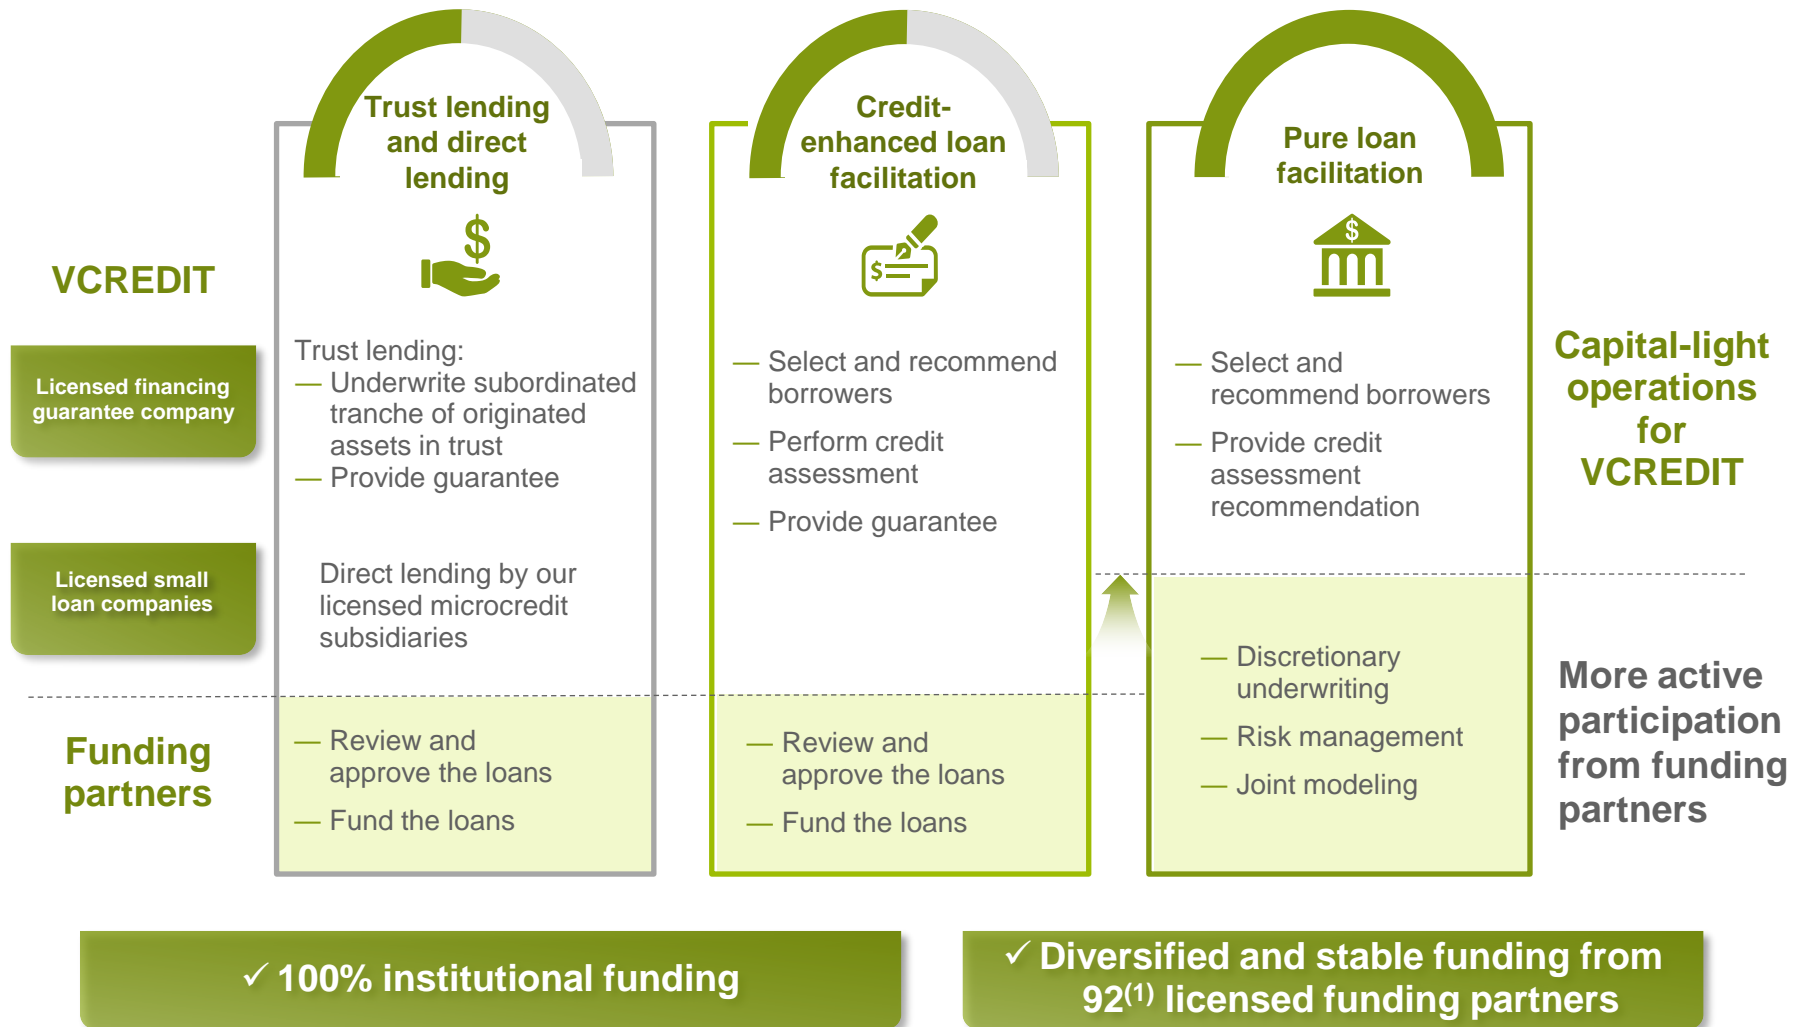 Trust lending
and direct
lending
$
Credit-
enhanced loan
facilitation
$
Pure loan
facilitation
$
VCREDIT
Licensed financing
guarantee company
Licensed small
loan companies
Trust lending:
— Underwrite subordinated
tranche of originated
assets in trust
— Provide guarantee
Direct lending by our
licensed microcredit
subsidiaries
— Select and recommend
borrowers
— Perform credit
assessment
— Provide guarantee
— Select and
recommend borrowers
— Provide credit
assessment
recommendation
Capital-light
operations
for
VCREDIT
Funding
partners
— Review and
approve the loans
— Fund the loans
— Review and
approve the loans
— Fund the loans
— Discretionary
underwriting
— Risk management
— Joint modeling
More active
participation
from funding
partners
✓ 100% institutional funding
✓ Diversified and stable funding from
92(1) licensed funding partners